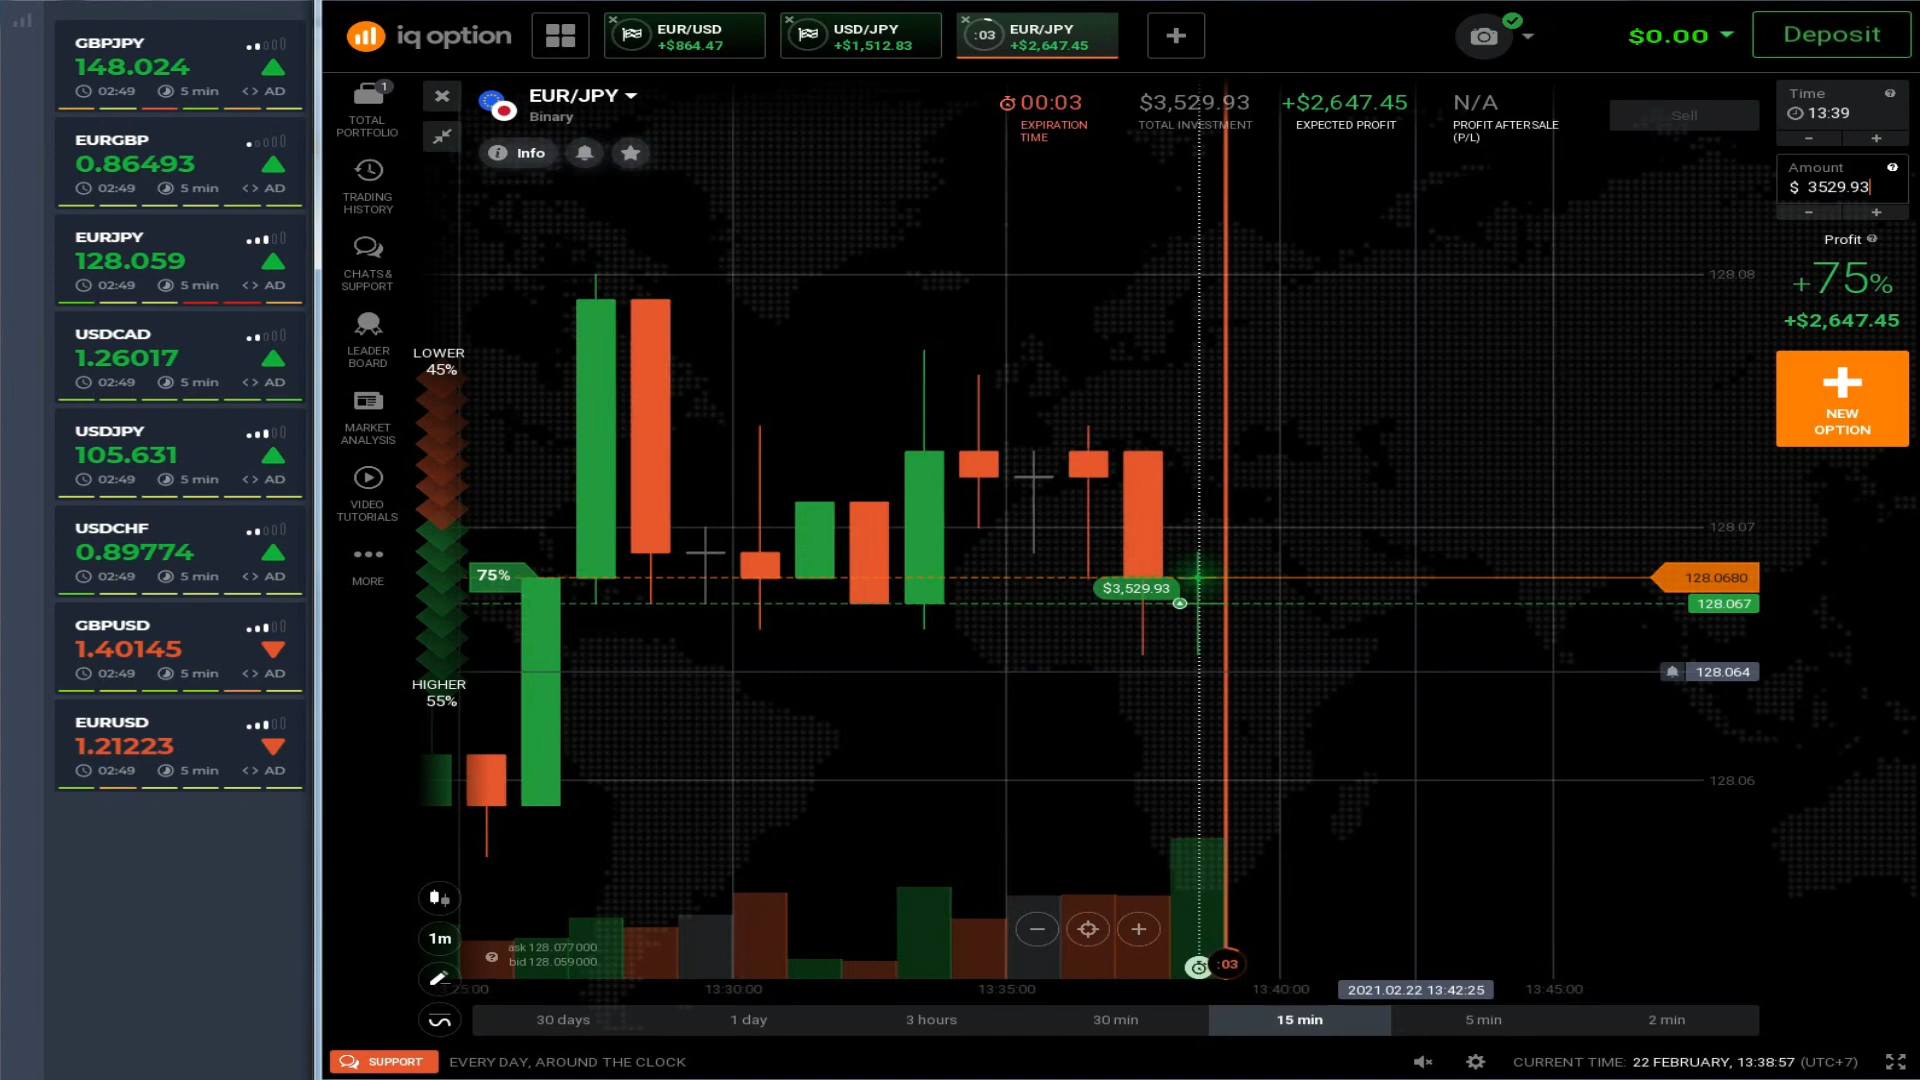 GBPJPY
148.024
02:49 5 min <> AD
EURGBP
0.86493
02:49 5 min <> AD
EURJPY
128.059
02:49 5 min <> AD
USDCAD
1.26017
02:49 5 min <> AD
USDJPY
105.631
02:49 5 min <> AD
USDCHF
0.89774
02:49 5 min <> AD
GBPUSD
1.40145
02:49 5 min <> AD
EURUSD
1.21223
02:49 5 min <> AD
iq option
EUR/USD
+$864.47
USD/JPY
+$1,512.83
:03
EUR/JPY
+$2,647.45
$0.00
Deposit
1
TOTAL
PORTFOLIO
TRADING
HISTORY
CHATS &
SUPPORT
LEADER
BOARD
MARKET
ANALYSIS
VIDEO
TUTORIALS
MORE
EUR/JPY
Binary
Info
00:03
EXPIRATION
TIME
$3,529.93
TOTAL INVESTMENT
+$2,647.45
EXPECTED PROFIT
N/A
PROFIT AFTER SALE
(P/L)
Sell
Time
13:39
- +
Amount
$ 3529.93
- +
Profit
+75%
+$2,647.45
NEW
OPTION
LOWER
45%
75%
HIGHER
55%
$3,529.93
128.08
128.07
128.0680
128.067
128.064
128.06
1m
ask 128.077000
bid 128.059000
:03
:25:00
13:30:00
13:35:00
13:40:00
2021.02.22 13:42:25
13:45:00
30 days
1 day
3 hours
30 min
15 min
5 min
2 min
SUPPORT
EVERY DAY, AROUND THE CLOCK
CURRENT TIME: 22 FEBRUARY, 13:38:57 (UTC+7)